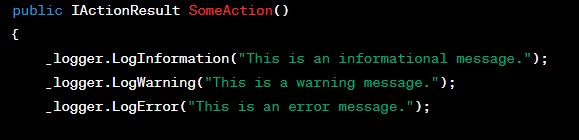 public IActionResult SomeAction()
{
    _logger.LogInformation("This is an informational message.");
    _logger.LogWarning("This is a warning message.");
    _logger.LogError("This is an error message.");